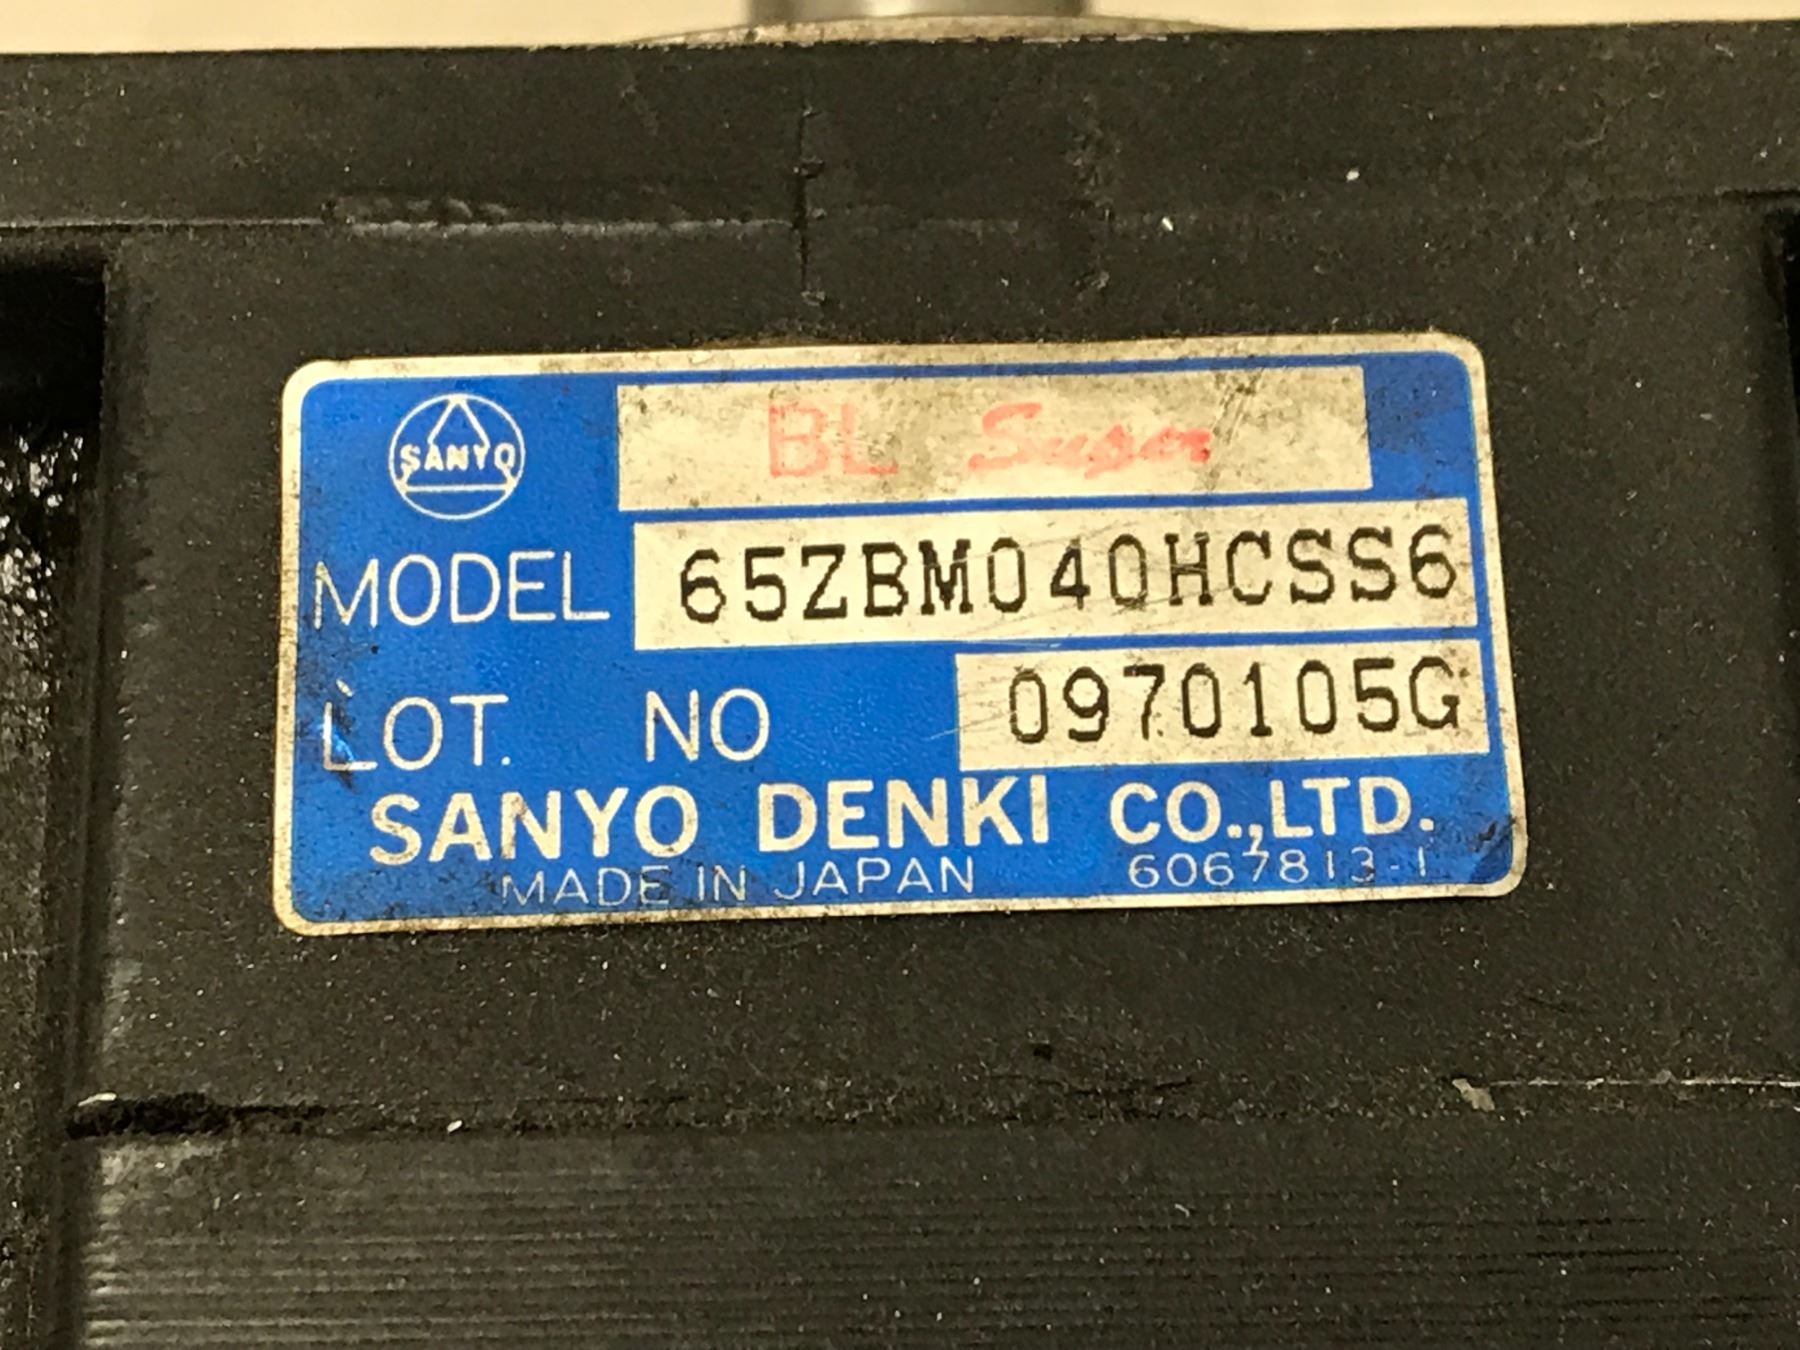 SANYO
BL Super
MODEL 65ZBM040HCSS6
LOT. NO 0970105G
SANYO DENKI CO.,LTD.
MADE IN JAPAN 6067813-1